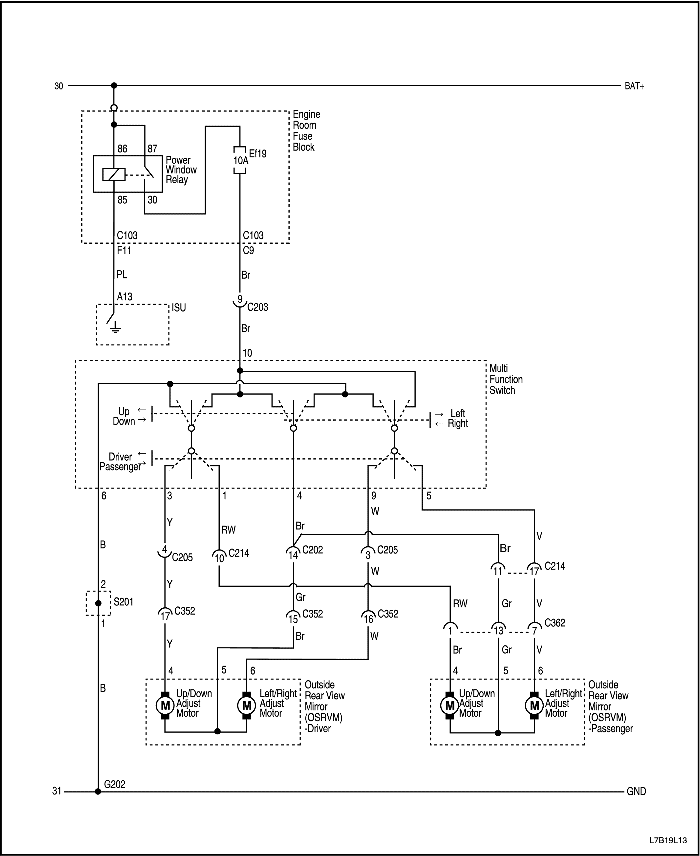 30
BAT+
Engine
Room
Fuse
Block
86
87
Power
Window
Relay
Ef19
10A
85
30
C103
C103
F11
C9
PL
Br
A13
9
C203
ISU
Br
10
Multi
Function
Switch
Up
Down
Left
Right
Driver
Passenger
6
3
1
4
9
5
Y
RW
Br
W
V
B
4
C205
10
C214
14
C202
3
C205
Br
11
17
C214
2
S201
1
Y
Gr
W
RW
Gr
V
17
C352
15
C352
16
C352
1
13
7
C362
Y
Br
W
Br
Gr
V
B
4
5
6
4
5
6
M
Up/Down
Adjust
Motor
M
Left/Right
Adjust
Motor
Outside
Rear View
Mirror
(OSRVM)
-Driver
M
Up/Down
Adjust
Motor
M
Left/Right
Adjust
Motor
Outside
Rear View
Mirror
(OSRVM)
-Passenger
31
G202
GND
L7B19L13